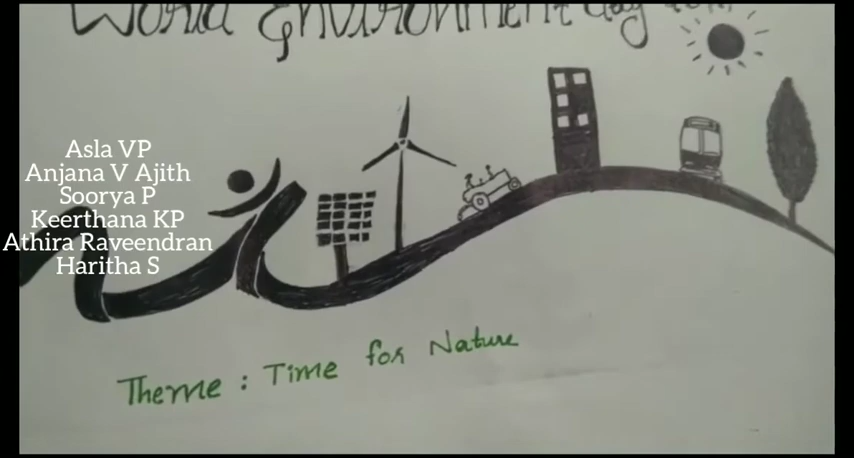 World Environment day
Asla VP
Anjana V Ajith
Soorya P
Keerthana KP
Athira Raveendran
Haritha S
Theme : Time for Nature